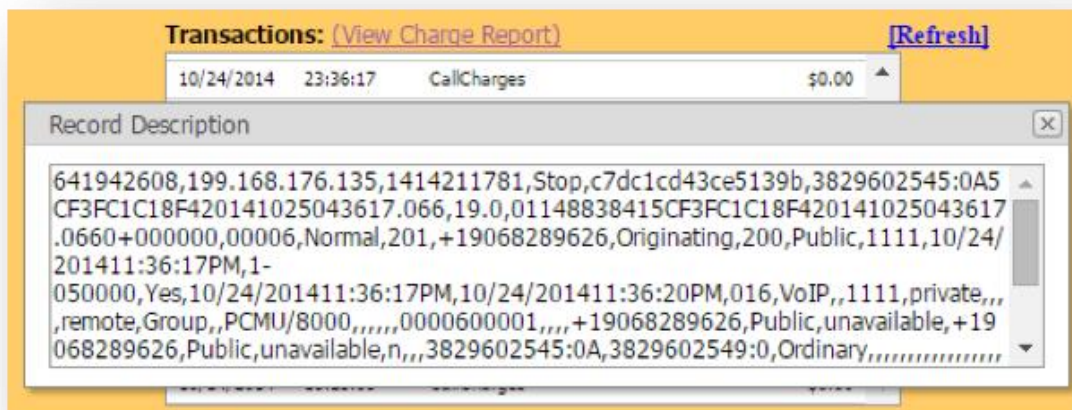 Transactions: (View Charge Report) [Refresh]
10/24/2014 23:36:17 CallCharges $0.00
Record Description
641942608,199.168.176.135,1414211781,Stop,c7dc1cd43ce5139b,3829602545:0A5
CF3FC1C18F420141025043617.066,19.0,01148838415CF3FC1C18F420141025043617
.0660+000000,00006,Normal,201,+19068289626,Originating,200,Public,1111,10/24/
201411:36:17PM,1-
050000,Yes,10/24/201411:36:17PM,10/24/201411:36:20PM,016,VoIP,,1111,private,,,
,remote,Group,,PCMU/8000,,,,,,0000600001,,,,+19068289626,Public,unavailable,+19
068289626,Public,unavailable,n,,,3829602545:0A,3829602549:0,Ordinary,,,,,,,,,,,,,,,,,